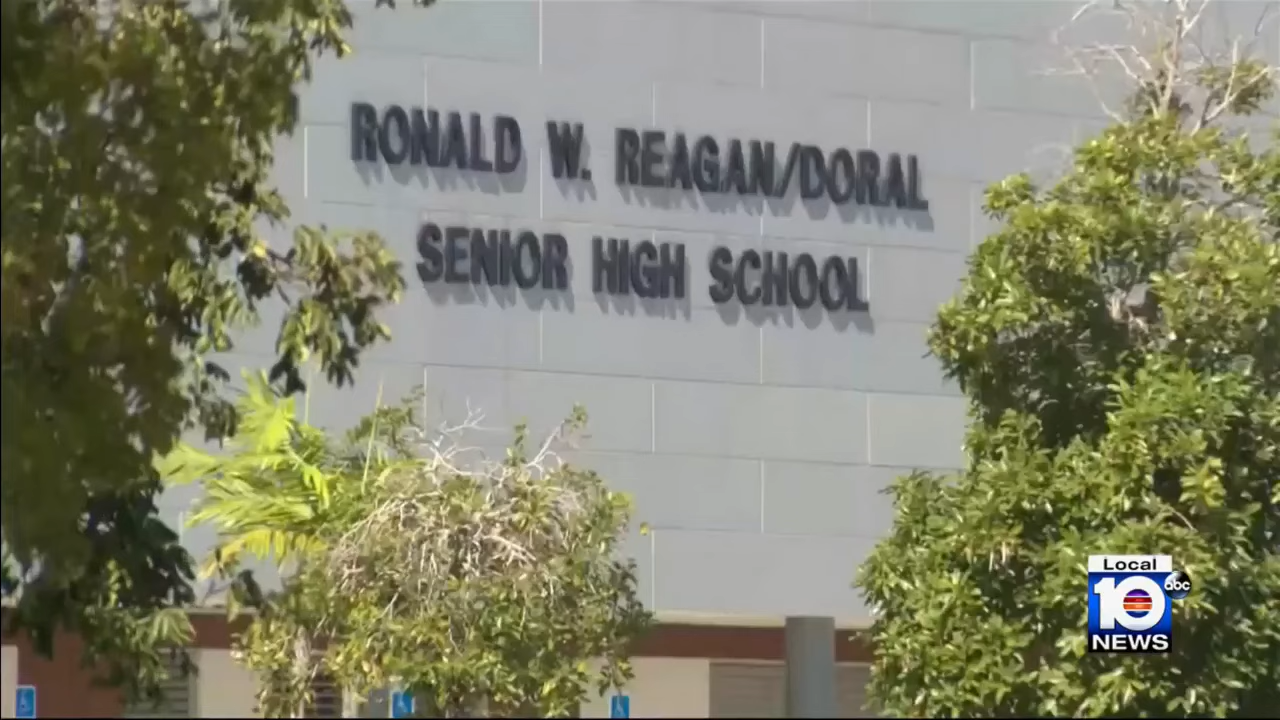 RONALD W. REAGAN/DORAL
SENIOR HIGH SCHOOL
Local
10
abc
NEWS